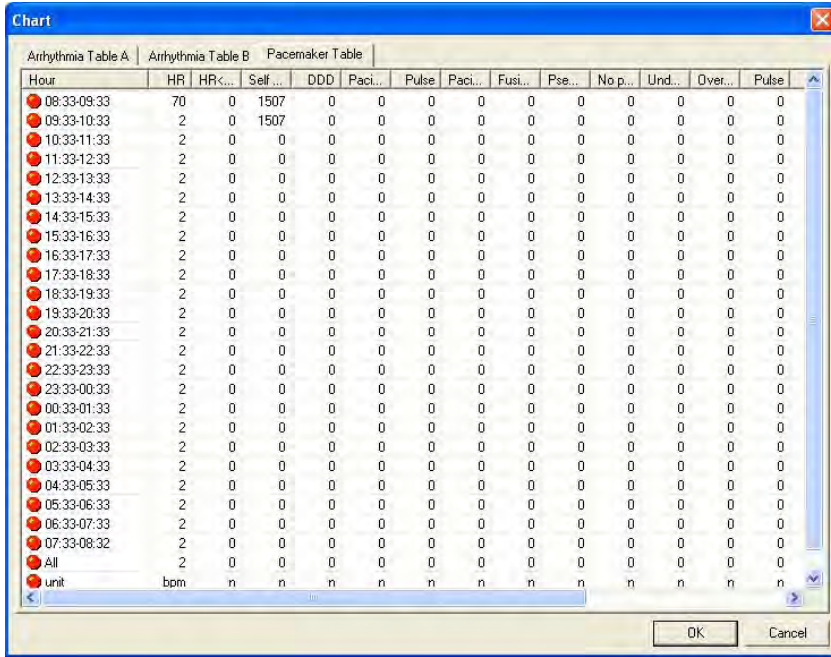 Chart
Arrhythmia Table A Arrhythmia Table B Pacemaker Table
Hour HR HR<... Self ... DDD Paci... Pulse Paci... Fusi... Pse... No p... Und... Over... Pulse
08:33-09:33 70 0 1507 0 0 0 0 0 0 0 0 0 0
09:33-10:33 2 0 1507 0 0 0 0 0 0 0 0 0 0
10:33-11:33 2 0 0 0 0 0 0 0 0 0 0 0 0
11:33-12:33 2 0 0 0 0 0 0 0 0 0 0 0 0
12:33-13:33 2 0 0 0 0 0 0 0 0 0 0 0 0
13:33-14:33 2 0 0 0 0 0 0 0 0 0 0 0 0
14:33-15:33 2 0 0 0 0 0 0 0 0 0 0 0 0
15:33-16:33 2 0 0 0 0 0 0 0 0 0 0 0 0
16:33-17:33 2 0 0 0 0 0 0 0 0 0 0 0 0
17:33-18:33 2 0 0 0 0 0 0 0 0 0 0 0 0
18:33-19:33 2 0 0 0 0 0 0 0 0 0 0 0 0
19:33-20:33 2 0 0 0 0 0 0 0 0 0 0 0 0
20:33-21:33 2 0 0 0 0 0 0 0 0 0 0 0 0
21:33-22:33 2 0 0 0 0 0 0 0 0 0 0 0 0
22:33-23:33 2 0 0 0 0 0 0 0 0 0 0 0 0
23:33-00:33 2 0 0 0 0 0 0 0 0 0 0 0 0
00:33-01:33 2 0 0 0 0 0 0 0 0 0 0 0 0
01:33-02:33 2 0 0 0 0 0 0 0 0 0 0 0 0
02:33-03:33 2 0 0 0 0 0 0 0 0 0 0 0 0
03:33-04:33 2 0 0 0 0 0 0 0 0 0 0 0 0
04:33-05:33 2 0 0 0 0 0 0 0 0 0 0 0 0
05:33-06:33 2 0 0 0 0 0 0 0 0 0 0 0 0
06:33-07:33 2 0 0 0 0 0 0 0 0 0 0 0 0
07:33-08:32 2 0 0 0 0 0 0 0 0 0 0 0 0
All 2 0 0 0 0 0 0 0 0 0 0 0 0
unit bpm n n n n n n n n n n n n
OK Cancel